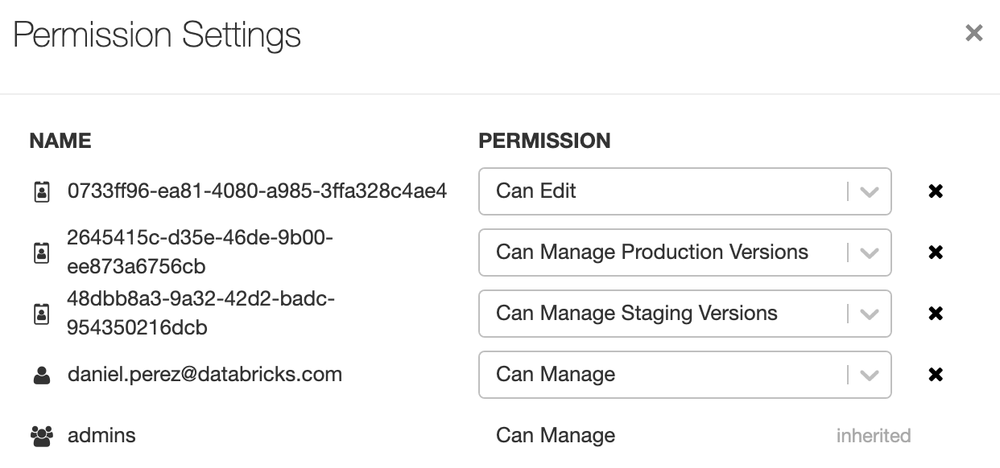 Permission Settings
NAME PERMISSION
0733ff96-ea81-4080-a985-3ffa328c4ae4 Can Edit
2645415c-d35e-46de-9b00-
ee873a6756cb Can Manage Production Versions
48dbb8a3-9a32-42d2-badc-
954350216dcb Can Manage Staging Versions
daniel.perez@databricks.com Can Manage
admins Can Manage inherited